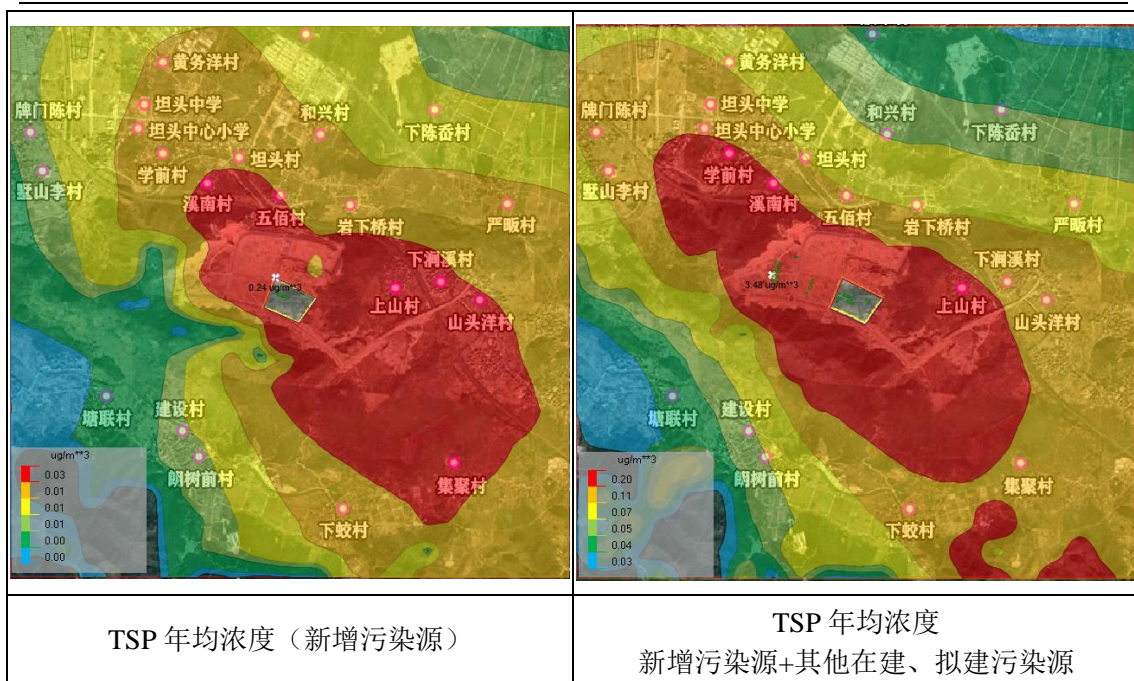 黄务洋村
牌门陈村
坦头中学
和兴村
坦头中心小学
下陈岙村
学前村
坦头村
墅山李村
溪南村
五佰村
岩下桥村
严畈村
下涧溪村
0.24 ug/m**3
上山村
山头洋村
塘联村
建设村
朗树前村
集聚村
下蛟村
ug/m**3
0.03
0.01
0.01
0.01
0.00
0.00
黄务洋村
牌门陈村
坦头中学
和兴村
坦头中心小学
下陈岙村
学前村
坦头村
墅山李村
溪南村
五佰村
岩下桥村
严畈村
下涧溪村
3.48 ug/m**3
上山村
山头洋村
塘联村
建设村
朗树前村
集聚村
下蛟村
ug/m**3
0.20
0.11
0.07
0.05
0.04
0.03
TSP 年均浓度（新增污染源）
TSP 年均浓度
新增污染源+其他在建、拟建污染源